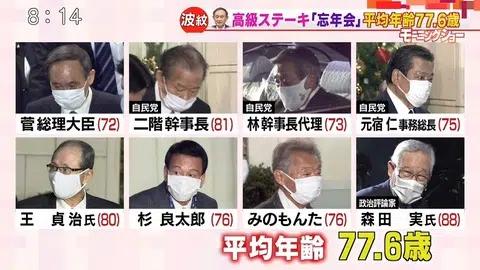 8:14
波紋
高級ステーキ「忘年会」平均年齢77.6歳
モーニングショー
自民党
自民党
自民党
菅 総理大臣(72)
二階 幹事長(81)
林 幹事長代理(73)
元宿 仁 事務総長(75)
政治評論家
王 貞治氏(80)
杉 良太郎(76)
みのもんた(76)
森田 実氏(88)
平均年齢 77.6歳